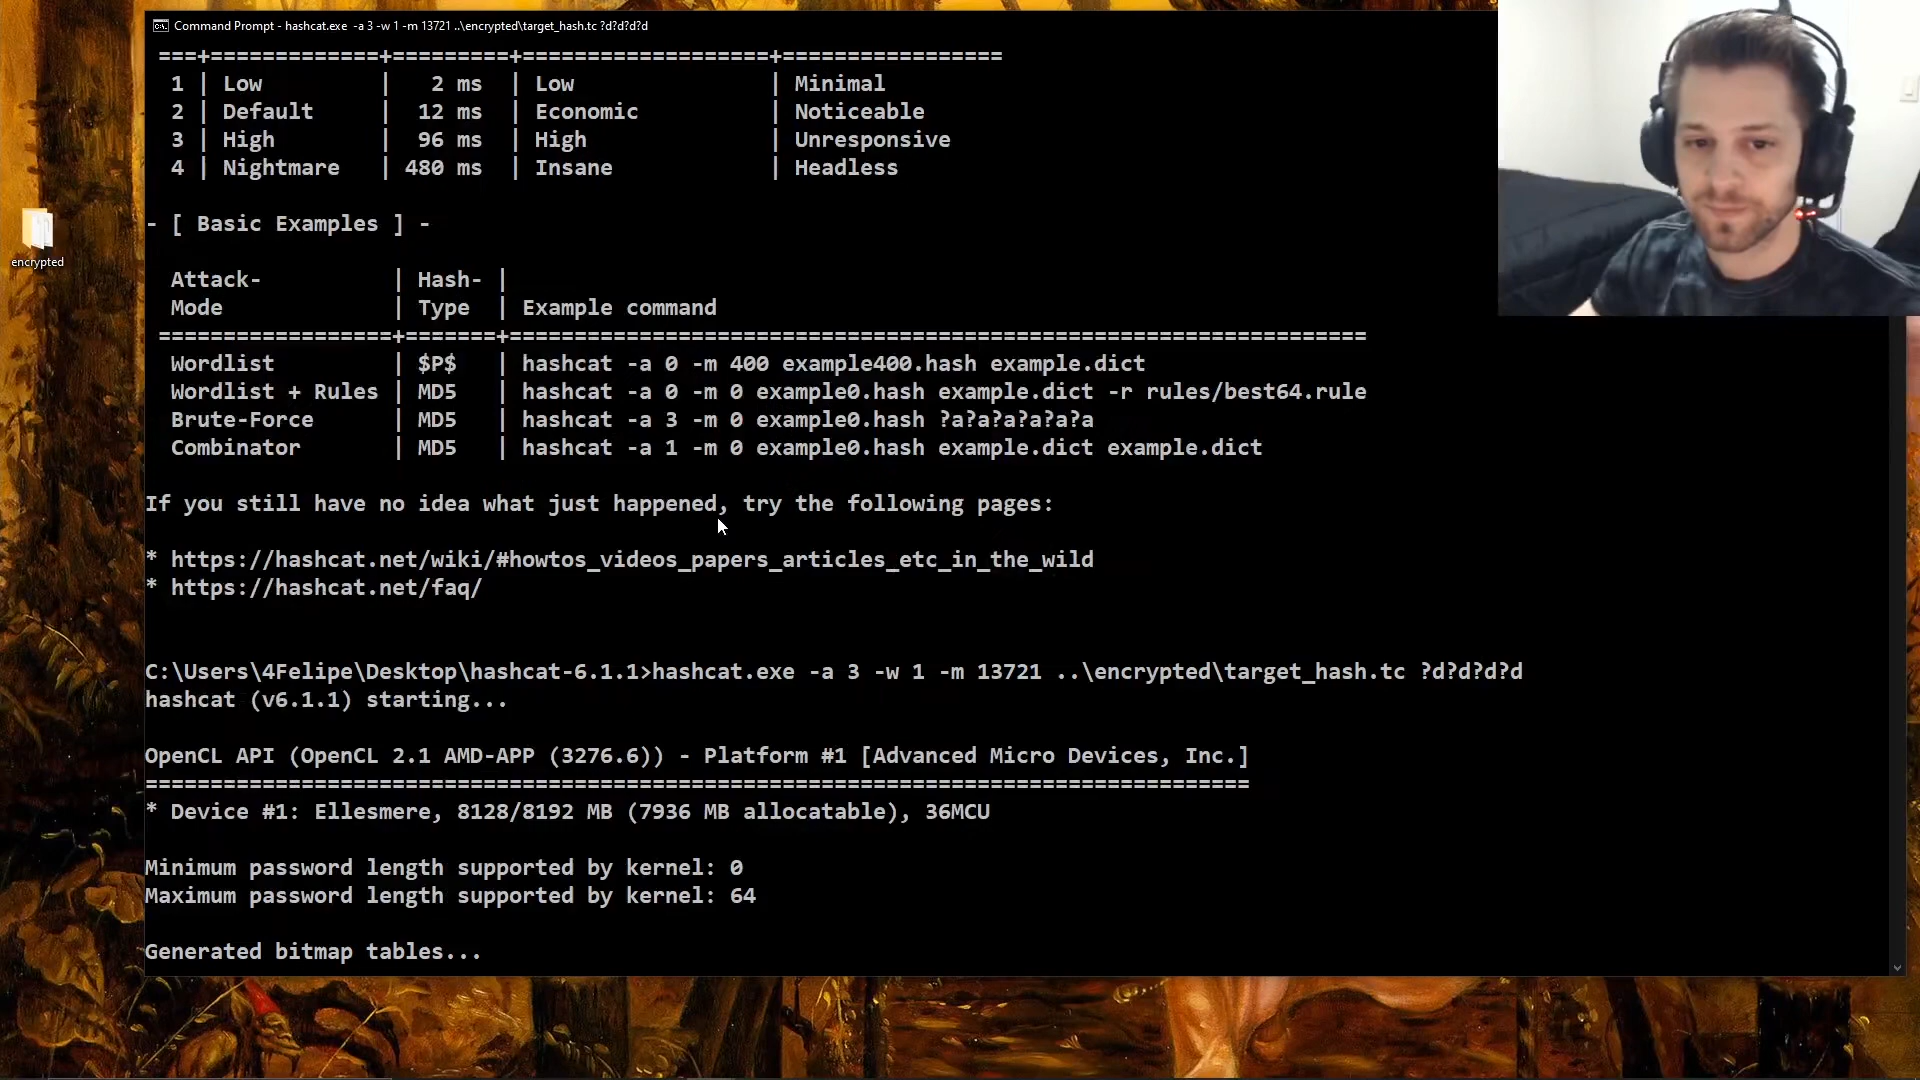 Command Prompt - hashcat.exe -a 3 -w 1 -m 13721 ..\encrypted\target_hash.tc ?d?d?d?d
===+=============+=========+===================+=================
1 | Low | 2 ms | Low | Minimal
2 | Default | 12 ms | Economic | Noticeable
3 | High | 96 ms | High | Unresponsive
4 | Nightmare | 480 ms | Insane | Headless
- [ Basic Examples ] -
Attack- | Hash- |
Mode | Type | Example command
==================+=======+==================================================================
Wordlist | $P$ | hashcat -a 0 -m 400 example400.hash example.dict
Wordlist + Rules | MD5 | hashcat -a 0 -m 0 example0.hash example.dict -r rules/best64.rule
Brute-Force | MD5 | hashcat -a 3 -m 0 example0.hash ?a?a?a?a?a?a
Combinator | MD5 | hashcat -a 1 -m 0 example0.hash example.dict example.dict
If you still have no idea what just happened, try the following pages:
* https://hashcat.net/wiki/#howtos_videos_papers_articles_etc_in_the_wild
* https://hashcat.net/faq/
C:\Users\4Felipe\Desktop\hashcat-6.1.1>hashcat.exe -a 3 -w 1 -m 13721 ..\encrypted\target_hash.tc ?d?d?d?d
hashcat (v6.1.1) starting...
OpenCL API (OpenCL 2.1 AMD-APP (3276.6)) - Platform #1 [Advanced Micro Devices, Inc.]
=====================================================================================
* Device #1: Ellesmere, 8128/8192 MB (7936 MB allocatable), 36MCU
Minimum password length supported by kernel: 0
Maximum password length supported by kernel: 64
Generated bitmap tables...
encrypted